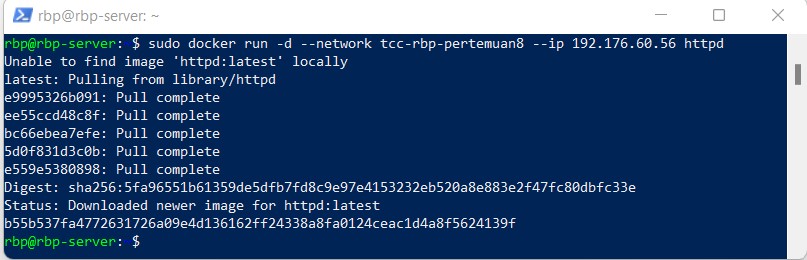 rbp@rbp-server: ~
rbp@rbp-server: $ sudo docker run -d --network tcc-rbp-pertemuan8 --ip 192.176.60.56 httpd
Unable to find image 'httpd:latest' locally
latest: Pulling from library/httpd
e9995326b091: Pull complete
ee55ccd48c8f: Pull complete
bc66ebea7efe: Pull complete
5d0f831d3c0b: Pull complete
e559e5380898: Pull complete
Digest: sha256:5fa96551b61359de5dfb7fd8c9e97e4153232eb520a8e883e2f47fc80dbfc33e
Status: Downloaded newer image for httpd:latest
b55b537fa4772631726a09e4d136162ff24338a8fa0124ceac1d4a8f5624139f
rbp@rbp-server: $